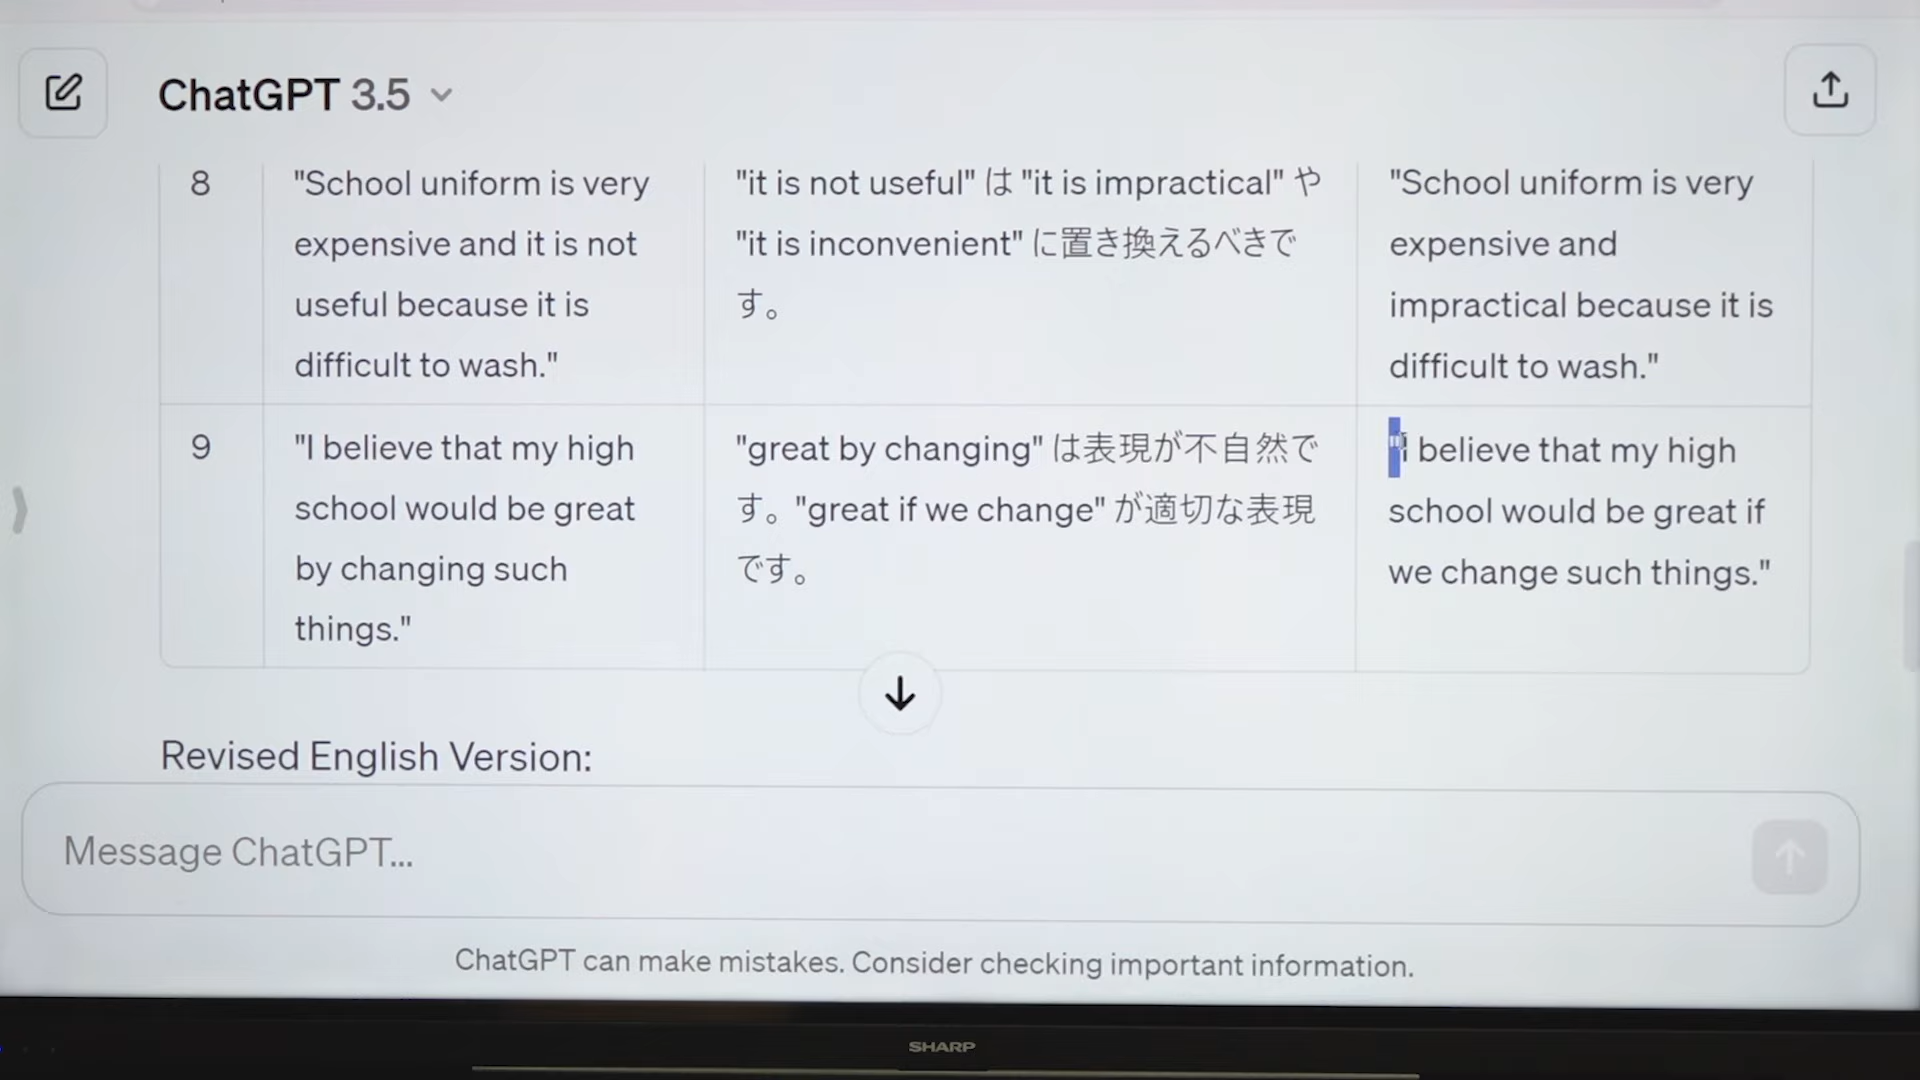 ChatGPT 3.5
8
"School uniform is very
expensive and it is not
useful because it is
difficult to wash."
"it is not useful" は "it is impractical" や
"it is inconvenient" に置き換えるべきで
す。
"School uniform is very
expensive and
impractical because it is
difficult to wash."
9
"I believe that my high
school would be great
by changing such
things."
"great by changing" は表現が不自然で
す。"great if we change" が適切な表現
です。
"I believe that my high
school would be great if
we change such things."
Revised English Version:
Message ChatGPT...
ChatGPT can make mistakes. Consider checking important information.
SHARP